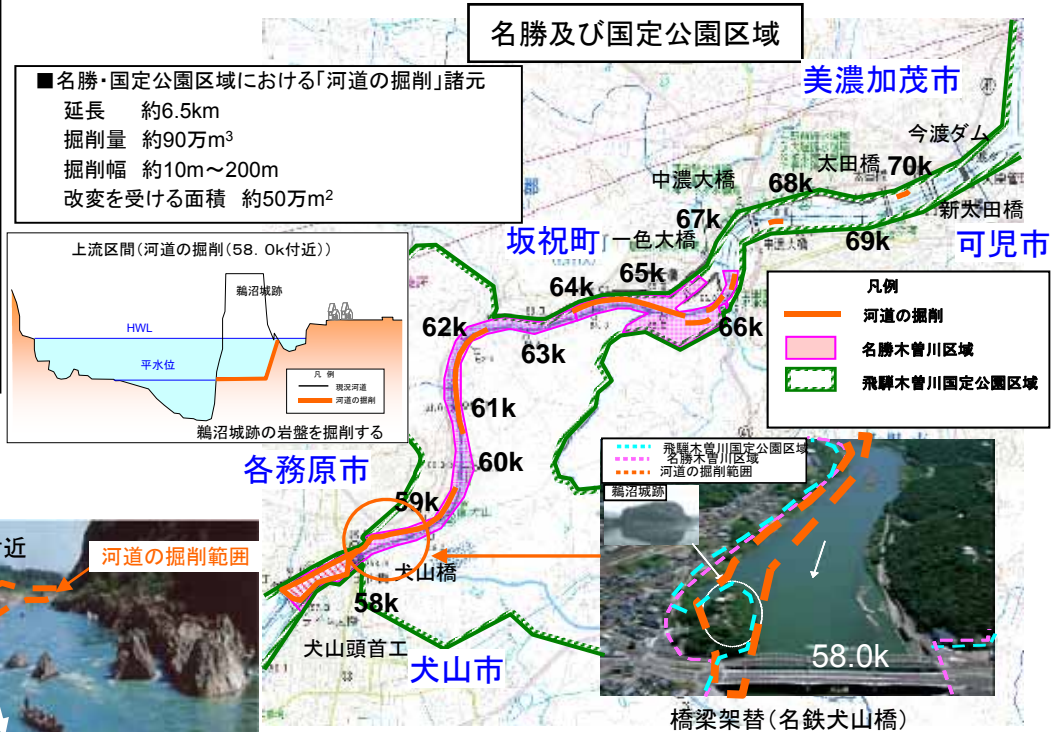 名勝及び国定公園区域
■名勝・国定公園区域における「河道の掘削」諸元
延長　約6.5km
掘削量　約90万m³
掘削幅　約10m～200m
改変を受ける面積　約50万m²
上流区間(河道の掘削(58．0k付近))
鵜沼城跡
HWL
平水位
凡 例
現況河道
河道の掘削
鵜沼城跡の岩盤を掘削する
美濃加茂市
今渡ダム
太田橋
70k
中濃大橋
68k
新太田橋
67k
69k
坂祝町
一色大橋
可児市
65k
64k
66k
62k
63k
61k
60k
各務原市
59k
犬山橋
58k
犬山頭首工
犬山市
凡例
河道の掘削
名勝木曽川区域
飛騨木曽川国定公園区域
飛騨木曽川国定公園区域
名勝木曽川区域
河道の掘削範囲
鵜沼城跡
58.0k
橋梁架替(名鉄犬山橋)
近
河道の掘削範囲